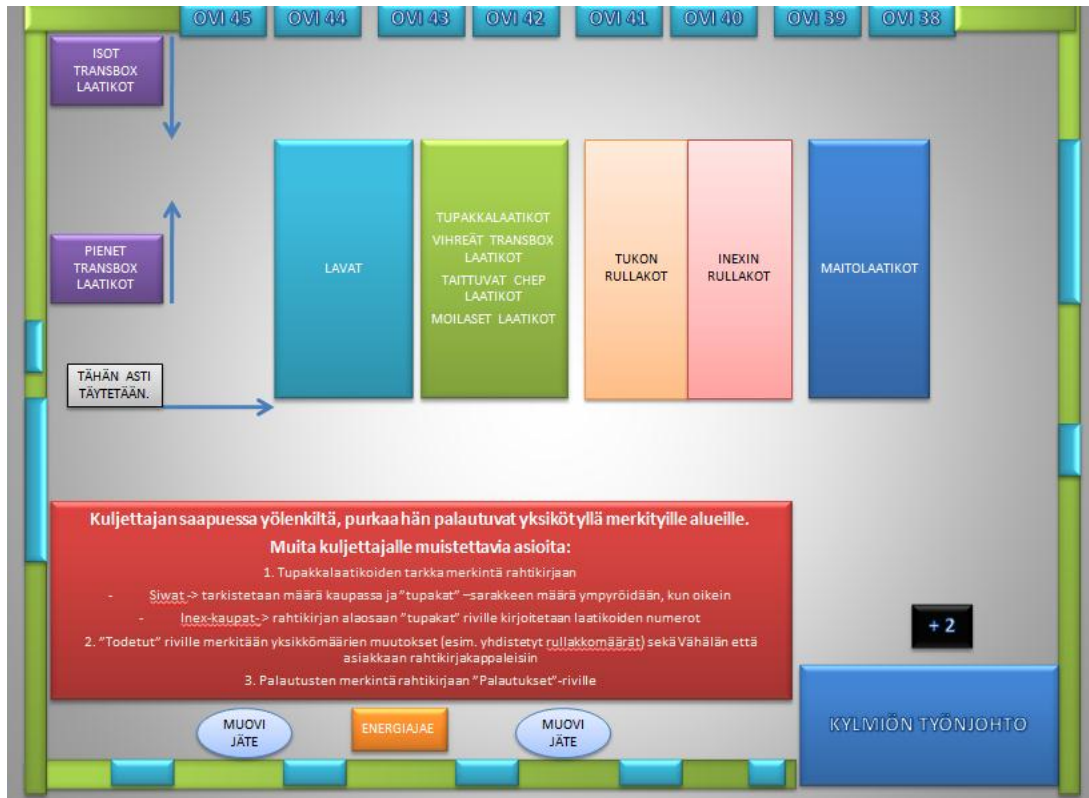 OVI 45
OVI 44
OVI 43
OVI 42
OVI 41
OVI 40
OVI 39
OVI 38
ISOT
TRANSBOX
LAATIKOT
PIENET
TRANSBOX
LAATIKOT
TÄHÄN ASTI
TÄYTETÄÄN.
LAVAT
TUPAKKALAATIKOT
VIHREÄT TRANSBOX
LAATIKOT
TAITTUVAT CHEP
LAATIKOT
MOILASET LAATIKOT
TUKON
RULLAKOT
INEXIN
RULLAKOT
MAITOLAATIKOT
Kuljettajan saapuessa yölenkiltä, purkaa hän palautuvat yksiköt yllä merkityille alueille.
Muita kuljettajalle muistettavia asioita:
1. Tupakkalaatikoiden tarkka merkintä rahtikirjaan
- Siwat -> tarkistetaan määrä kaupassa ja "tupakat" –sarakkeen määrä ympyröidään, kun oikein
- Inex-kaupat-> rahtikirjan alaosaan "tupakat" riville kirjoitetaan laatikoiden numerot
2. "Todetut" riville merkitään yksikkömäärien muutokset (esim. yhdistetyt rullakkomäärät) sekä Vähälän että
asiakkaan rahtikirjakappaleisiin
3. Palautusten merkintä rahtikirjaan "Palautukset"-riville
+ 2
MUOVI
JÄTE
ENERGIAJAE
MUOVI
JÄTE
KYLMIÖN TYÖNJOHTO